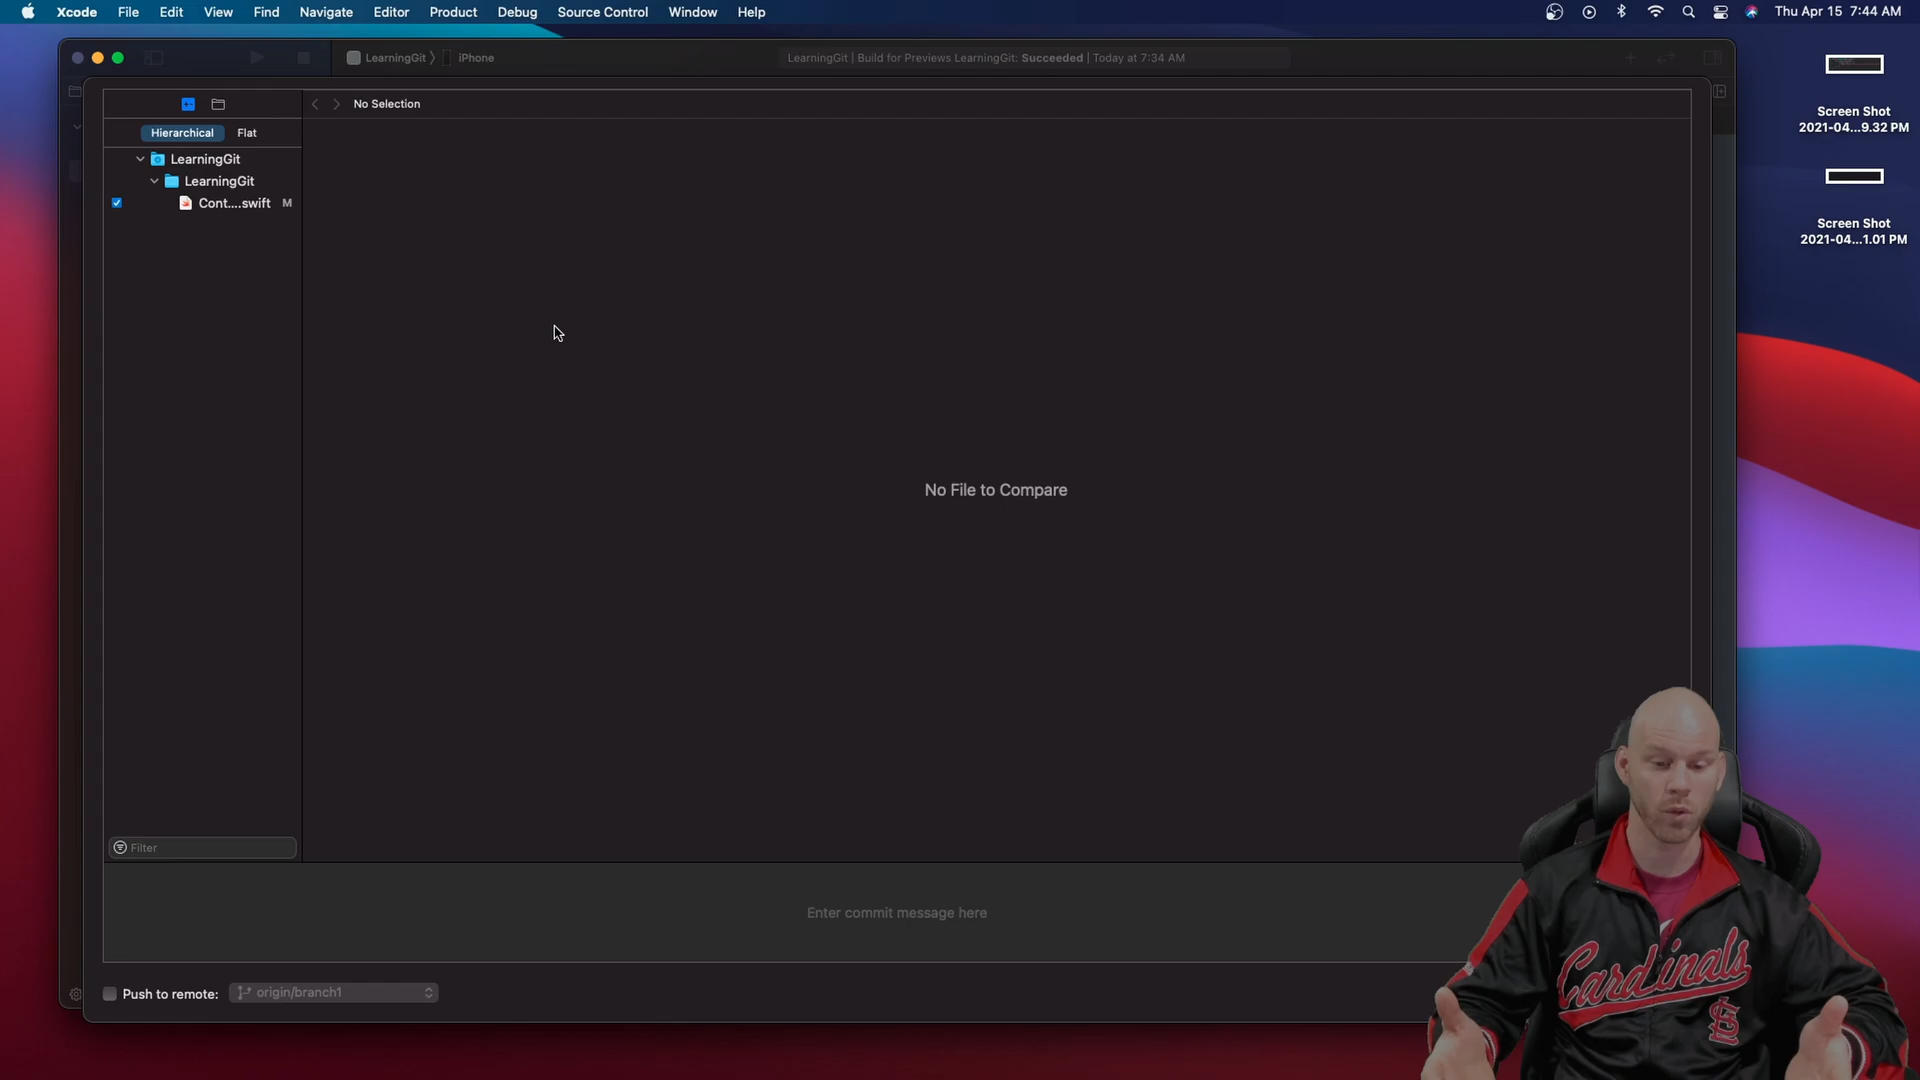 Xcode File Edit View Find Navigate Editor Product Debug Source Control Window Help
Thu Apr 15 7:44 AM
LearningGit 〉 iPhone
LearningGit | Build for Previews LearningGit: Succeeded | Today at 7:34 AM
No Selection
Hierarchical Flat
LearningGit
LearningGit
Cont....swift M
No File to Compare
Filter
Enter commit message here
Push to remote: origin/branch1
Screen Shot
2021-04...9.32 PM
Screen Shot
2021-04...1.01 PM
Cardinals
STL